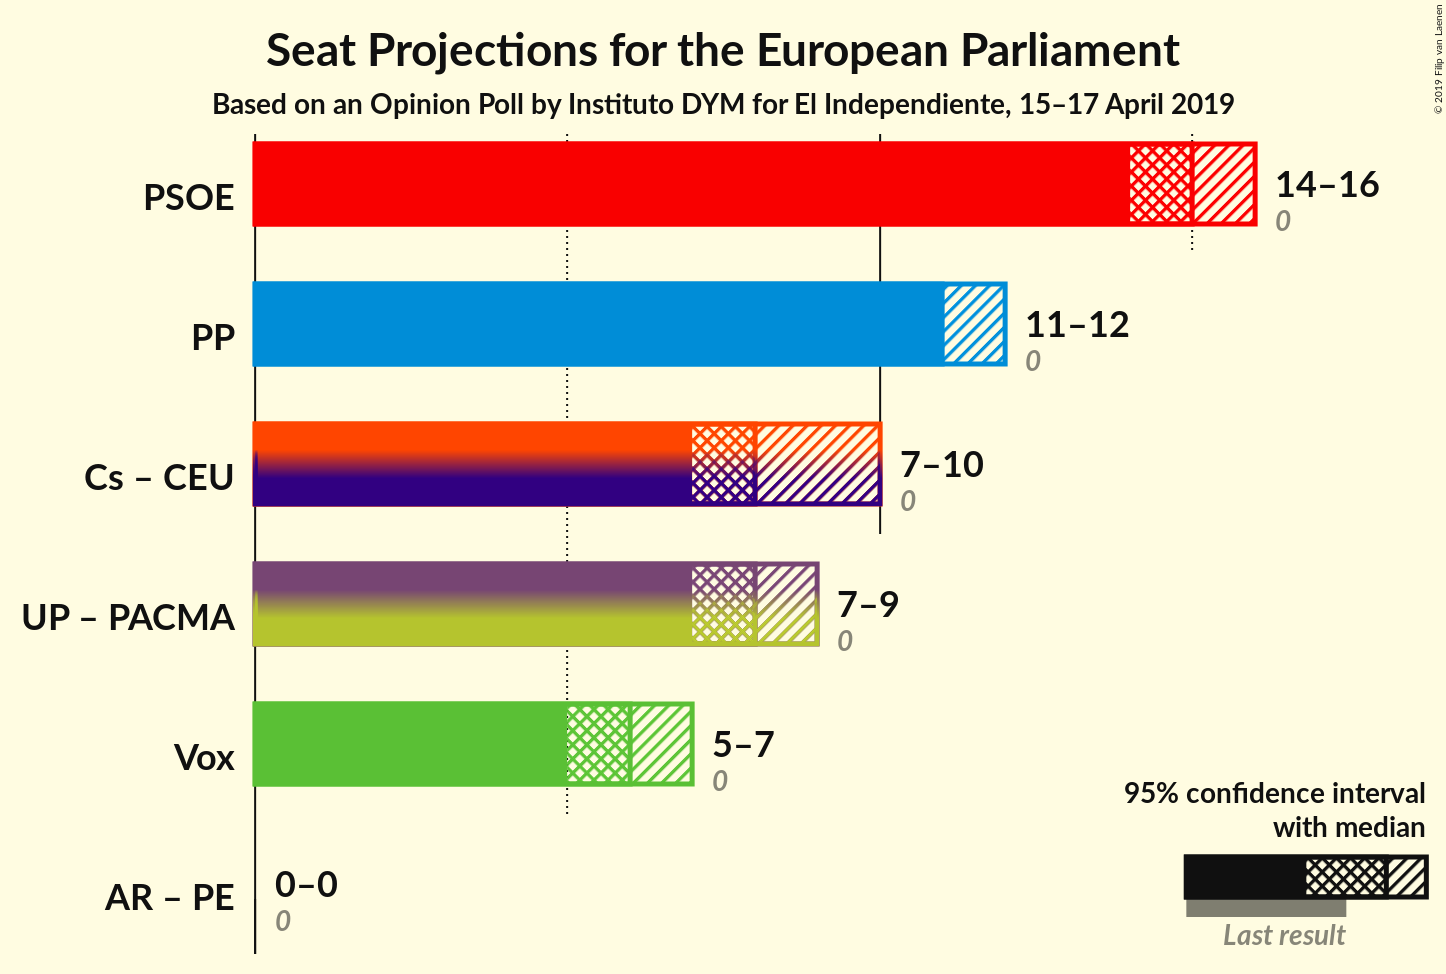 Seat Projections for the European Parliament
Based on an Opinion Poll by Instituto DYM for El Independiente, 15–17 April 2019
© 2019 Filip van Laenen
PSOE
14–16
0
PP
11–12
0
Cs – CEU
7–10
0
UP – PACMA
7–9
0
Vox
5–7
0
AR – PE
0–0
0
95% confidence interval
with median
Last result